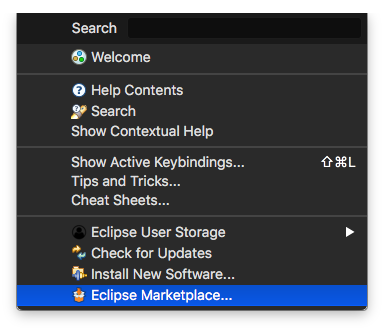 Search
Welcome
Help Contents
Search
Show Contextual Help
Show Active Keybindings... ⇧⌘L
Tips and Tricks...
Cheat Sheets...
Eclipse User Storage
Check for Updates
Install New Software...
Eclipse Marketplace...